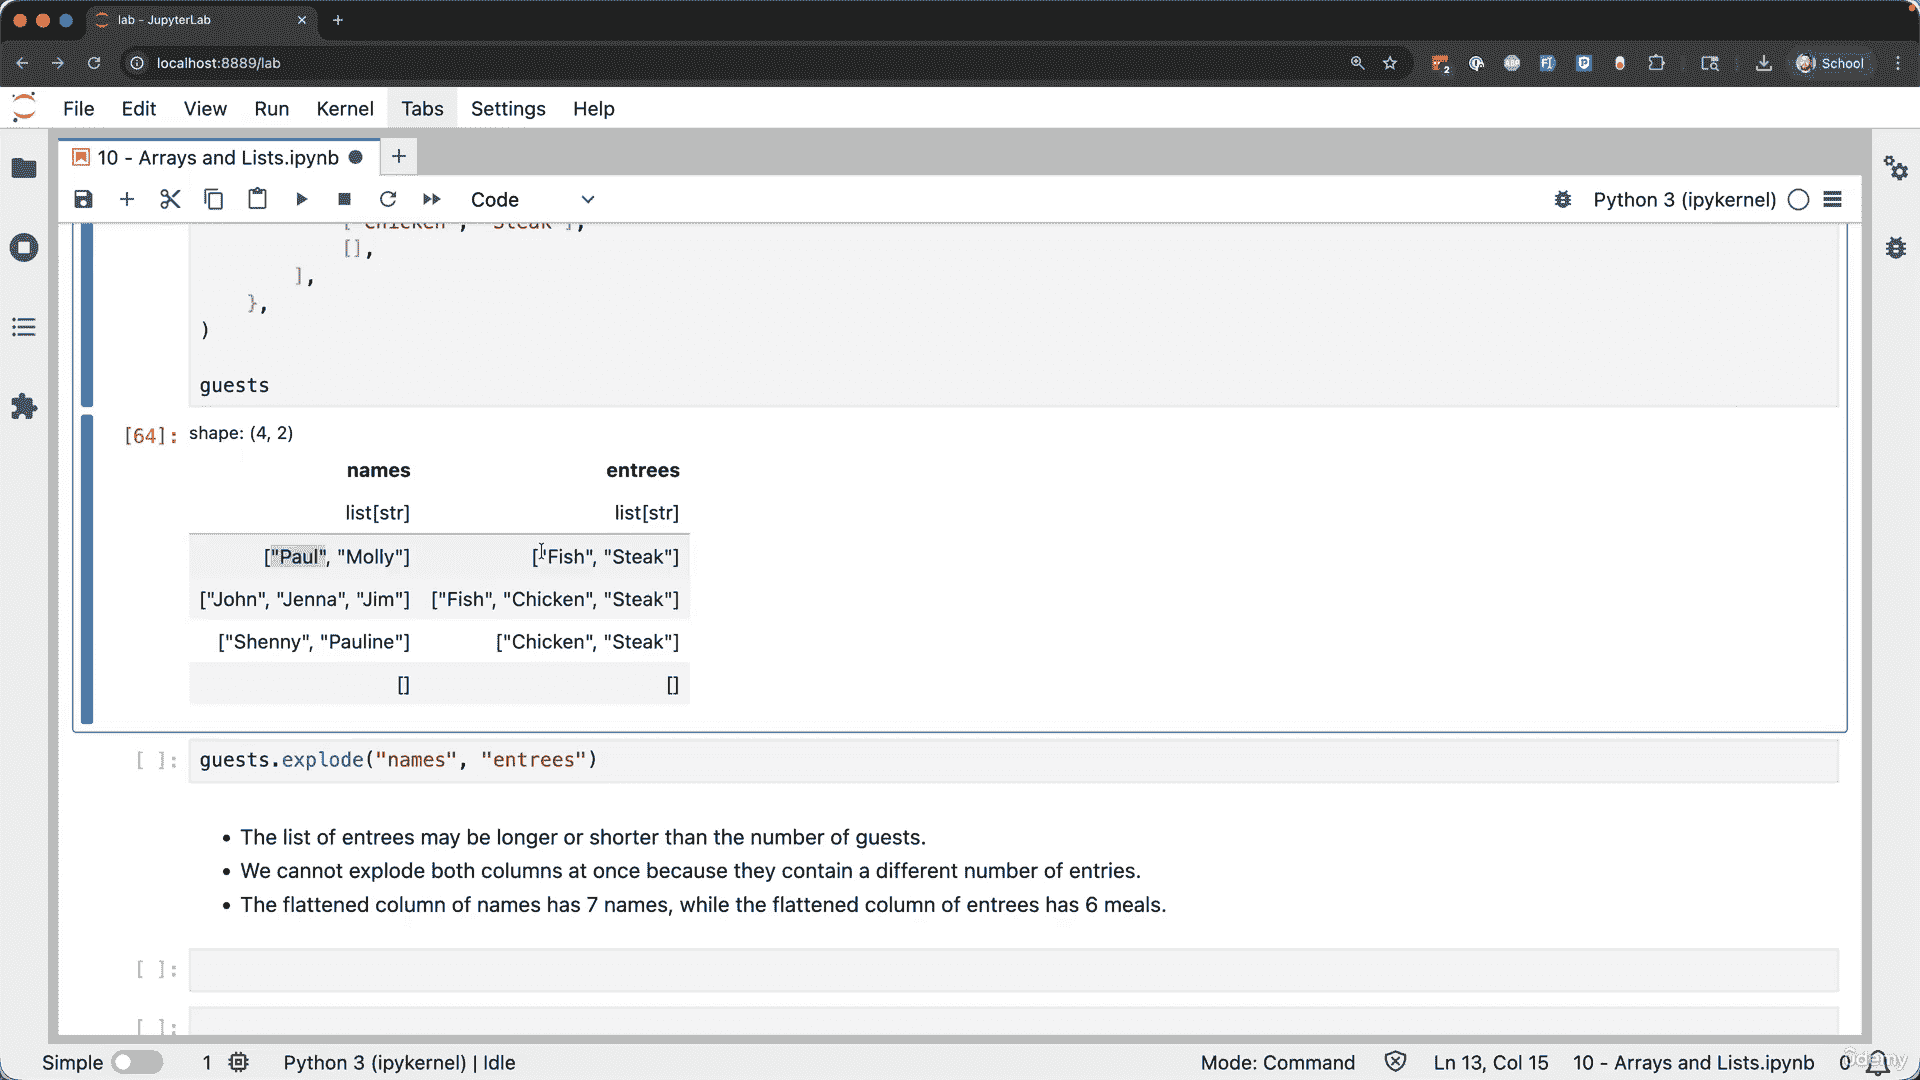 lab - JupyterLab
localhost:8889/lab
2
School
File Edit View Run Kernel Tabs Settings Help
10 - Arrays and Lists.ipynb
Code
Python 3 (ipykernel)
["Chicken", "Steak"],
[],
],
},
)
guests
[64]: shape: (4, 2)
names entrees
list[str] list[str]
["Paul", "Molly"] ["Fish", "Steak"]
["John", "Jenna", "Jim"] ["Fish", "Chicken", "Steak"]
["Shenny", "Pauline"] ["Chicken", "Steak"]
[] []
[ ]: guests.explode("names", "entrees")
• The list of entrees may be longer or shorter than the number of guests.
• We cannot explode both columns at once because they contain a different number of entries.
• The flattened column of names has 7 names, while the flattened column of entrees has 6 meals.
[ ]:
[ ]:
Simple 1 Python 3 (ipykernel) | Idle Mode: Command Ln 13, Col 15 10 - Arrays and Lists.ipynb 0
udemy